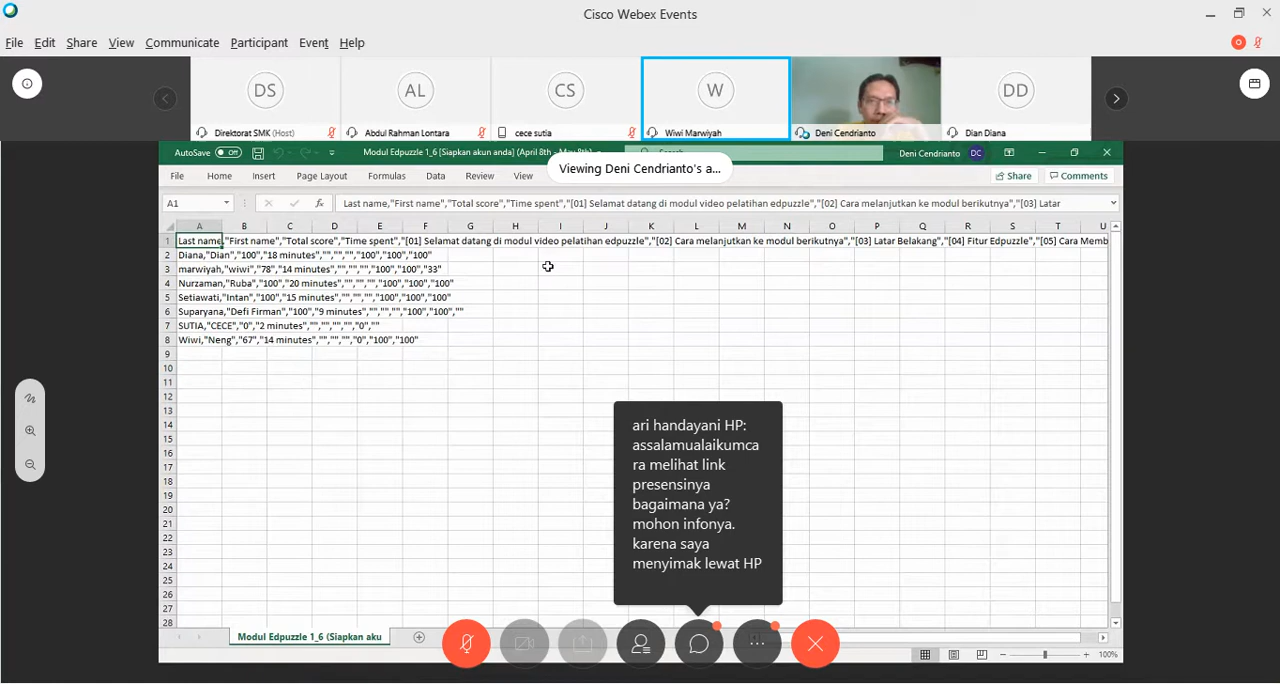 Cisco Webex Events
File Edit Share View Communicate Participant Event Help
DS AL CS W DD
Direktorat SMK (Host) Abdul Rahman Lontara cece sutia Wiwi Marwiyah Deni Cendrianto Dian Diana
AutoSave Off Modul Edpuzzle 1_6 [Siapkan akun anda] (April 8th- May 8th) Deni Cendrianto DC
Viewing Deni Cendrianto's a...
File Home Insert Page Layout Formulas Data Review View Share Comments
A1 fx Last name,"First name","Total score","Time spent","[01] Selamat datang di modul video pelatihan edpuzzle","[02] Cara melanjutkan ke modul berikutnya","[03] Latar
A B C D E F G H I J K L M N O P Q R S T U
1 Last name,"First name","Total score","Time spent","[01] Selamat datang di modul video pelatihan edpuzzle","[02] Cara melanjutkan ke modul berikutnya","[03] Latar Belakang","[04] Fitur Edpuzzle","[05] Cara Memb
2 Diana,"Dian","100","18 minutes","","","","100","100","100"
3 marwiyah,"wiwi","78","14 minutes","","","","100","100","33"
4 Nurzaman,"Ruba","100","20 minutes","","","","100","100","100"
5 Setiawati,"Intan","100","15 minutes","","","","100","100","100"
6 Suparyana,"Defi Firman","100","9 minutes","","","","100","100",""
7 SUTIA,"CECE","0","2 minutes","","","","0",""
8 Wiwi,"Neng","67","14 minutes","","","","0","100","100"
9
10
11
12
13
14
15
16
17
18
19
20
21
22
23
24
25
26
27
28
ari handayani HP:
assalamualaikumca
ra melihat link
presensinya
bagaimana ya?
mohon infonya.
karena saya
menyimak lewat HP
Modul Edpuzzle 1_6 (Siapkan aku
100%